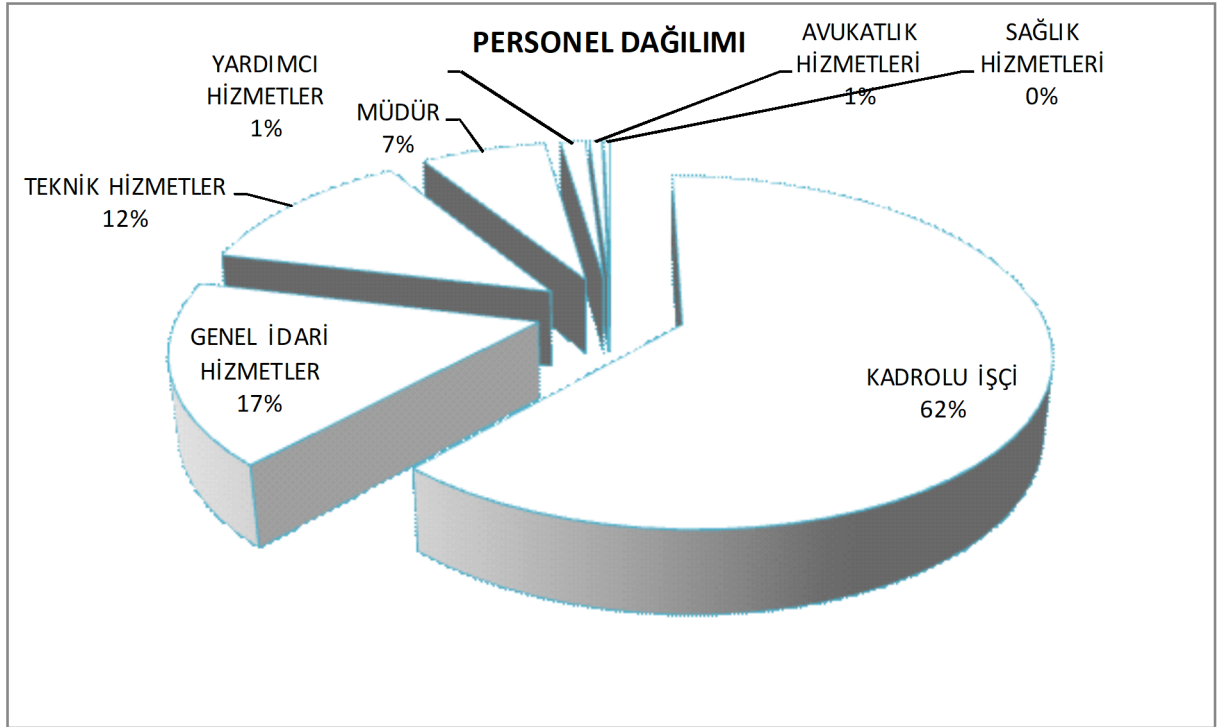 PERSONEL DAĞILIMI
YARDIMCI
HİZMETLER
1%
MÜDÜR
7%
AVUKATLIK
HİZMETLERİ
1%
SAĞLIK
HİZMETLERİ
0%
TEKNİK HİZMETLER
12%
GENEL İDARİ
HİZMETLER
17%
KADROLU İŞÇİ
62%